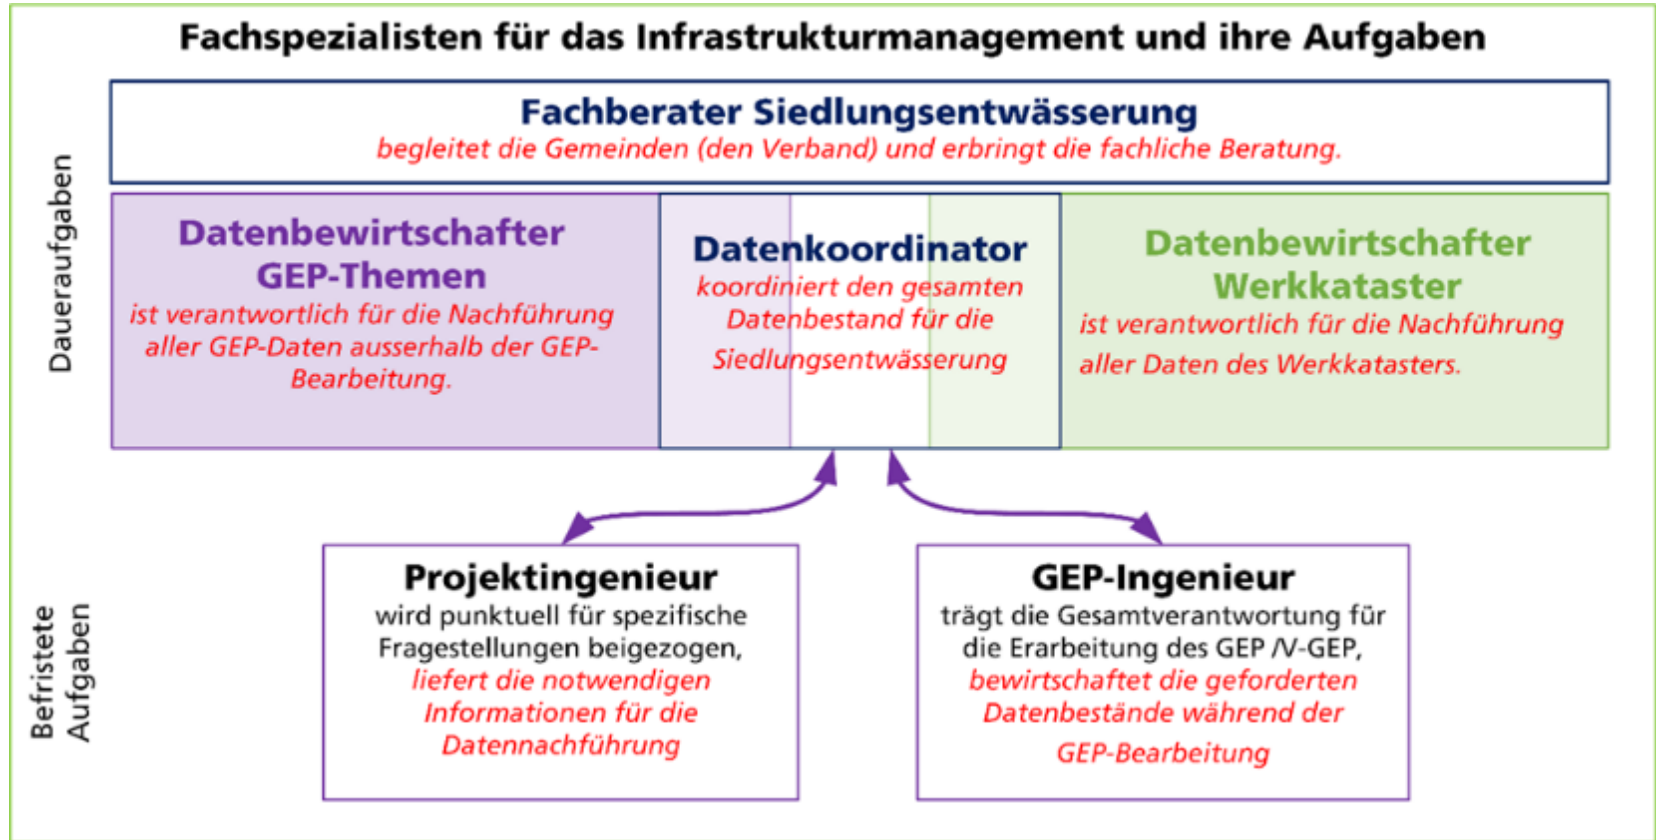 Fachspezialisten für das Infrastrukturmanagement und ihre Aufgaben
Daueraufgaben
Fachberater Siedlungsentwässerung
begleitet die Gemeinden (den Verband) und erbringt die fachliche Beratung.
Datenbewirtschafter
GEP-Themen
ist verantwortlich für die Nachführung
aller GEP-Daten ausserhalb der GEP-
Bearbeitung.
Datenkoordinator
koordiniert den gesamten
Datenbestand für die
Siedlungsentwässerung
Datenbewirtschafter
Werkkataster
ist verantwortlich für die Nachführung
aller Daten des Werkkatasters.
Befristete
Aufgaben
Projektingenieur
wird punktuell für spezifische
Fragestellungen beigezogen,
liefert die notwendigen
Informationen für die
Datennachführung
GEP-Ingenieur
trägt die Gesamtverantwortung für
die Erarbeitung des GEP /V-GEP,
bewirtschaftet die geforderten
Datenbestände während der
GEP-Bearbeitung